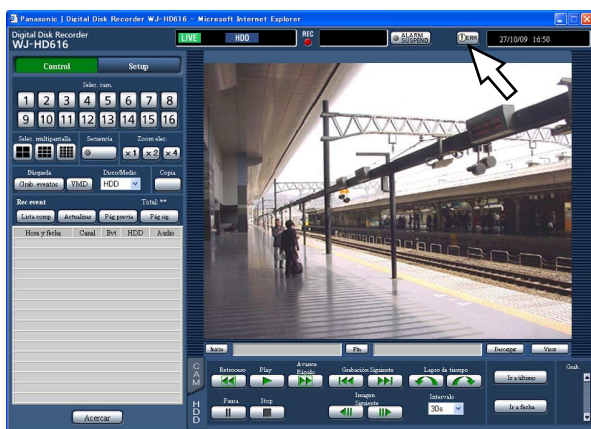 Panasonic | Digital Disk Recorder WJ-HD616 - Microsoft Internet Explorer
Digital Disk Recorder
WJ-HD616
LIVE HDD REC ALARM SUSPEND ERR 27/10/09 16:50
Control Setup
Selec. cam.
1 2 3 4 5 6 7 8
9 10 11 12 13 14 15 16
Selec. multipantalla Secuencia Zoom elec.
x1 x2 x4
Búsqueda Disco/Medio Copia
Grab. eventos VMD HDD
Rec event Total: **
Lista comp Actualizar Pág previa Pág sig.
Hora y fecha Canal Evt HDD Audio
Acercar
Inicio Fin Descargar Visor
CAM
HDD
Retroceso Play Avance Rápido Grabación Siguiente Lapso de tiempo
Ir a último
Grab.
Pausa Stop Imagen Siguiente Intervalo
30s
Ir a fecha